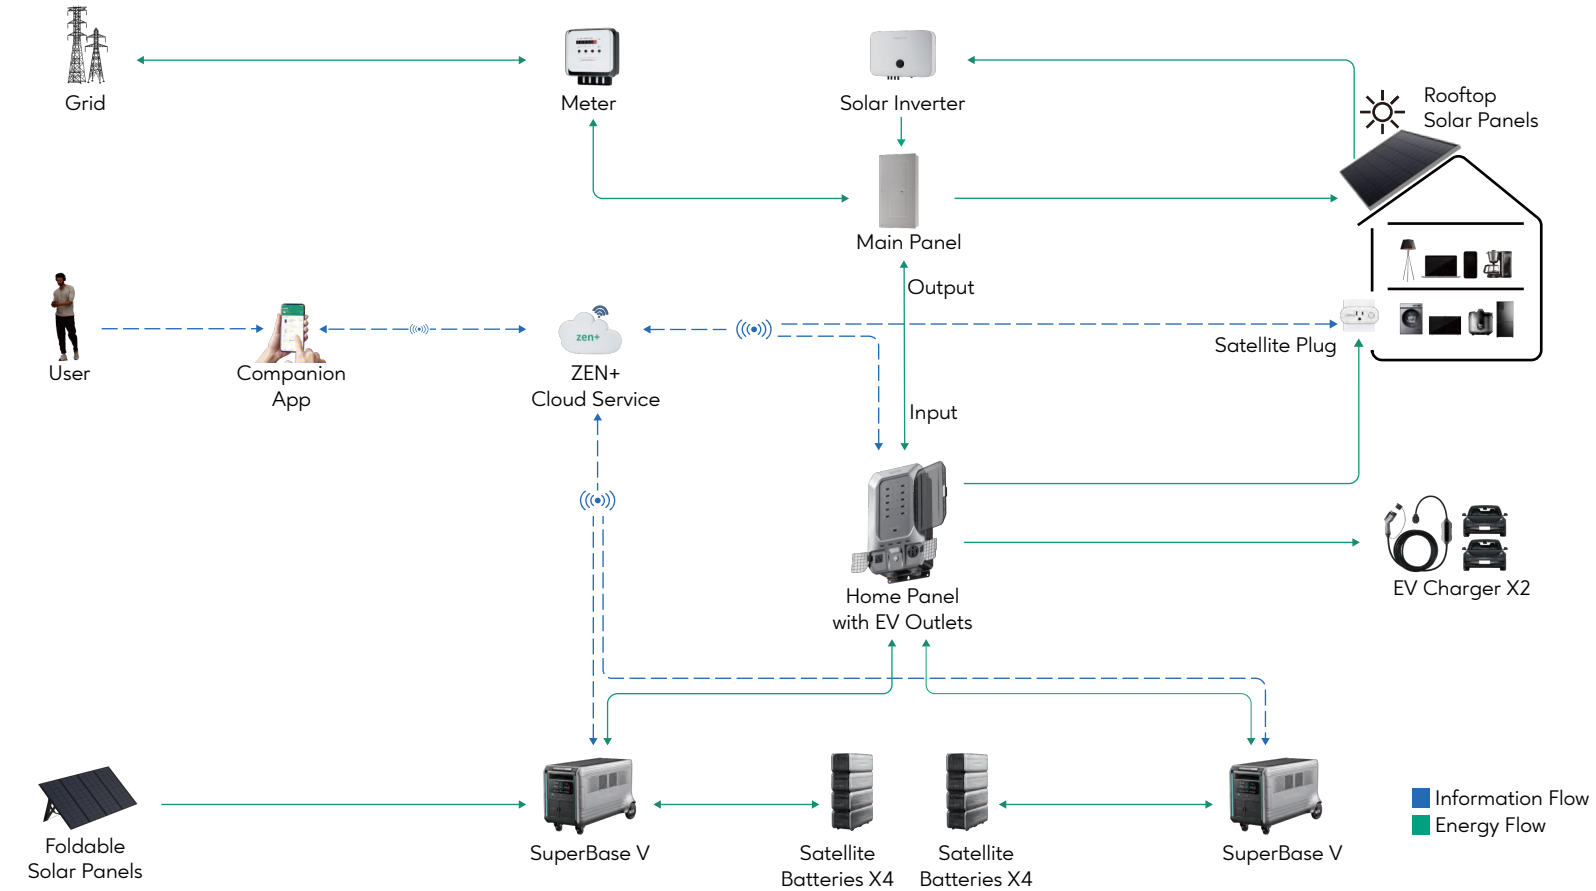 Grid
Meter
Solar Inverter
Rooftop
Solar Panels
Main Panel
Output
zen+
User
Companion
App
ZEN+
Cloud Service
Satellite Plug
Input
Home Panel
with EV Outlets
EV Charger X2
Foldable
Solar Panels
SuperBase V
Satellite
Batteries X4
Satellite
Batteries X4
SuperBase V
Information Flow
Energy Flow